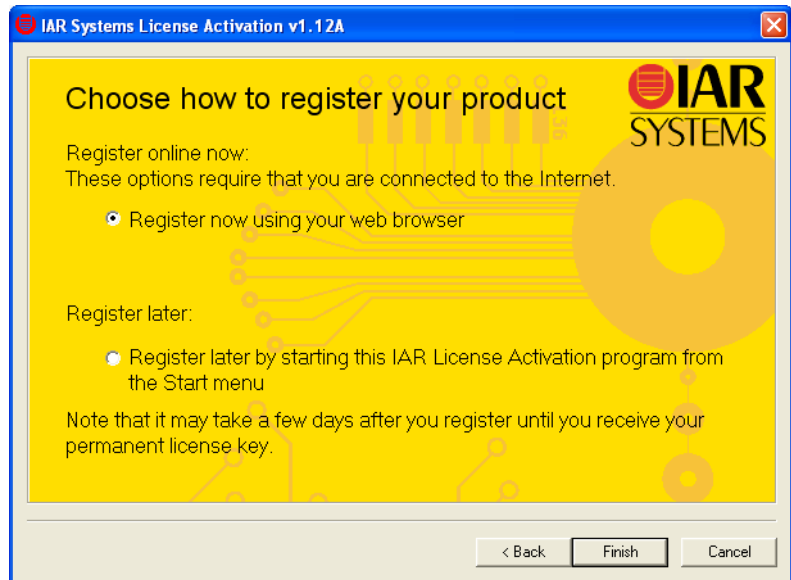 IAR Systems License Activation v1.12A
IAR
SYSTEMS
Choose how to register your product
Register online now:
These options require that you are connected to the Internet.
Register now using your web browser
Register later:
Register later by starting this IAR License Activation program from
the Start menu
Note that it may take a few days after you register until you receive your
permanent license key.
< Back
Finish
Cancel